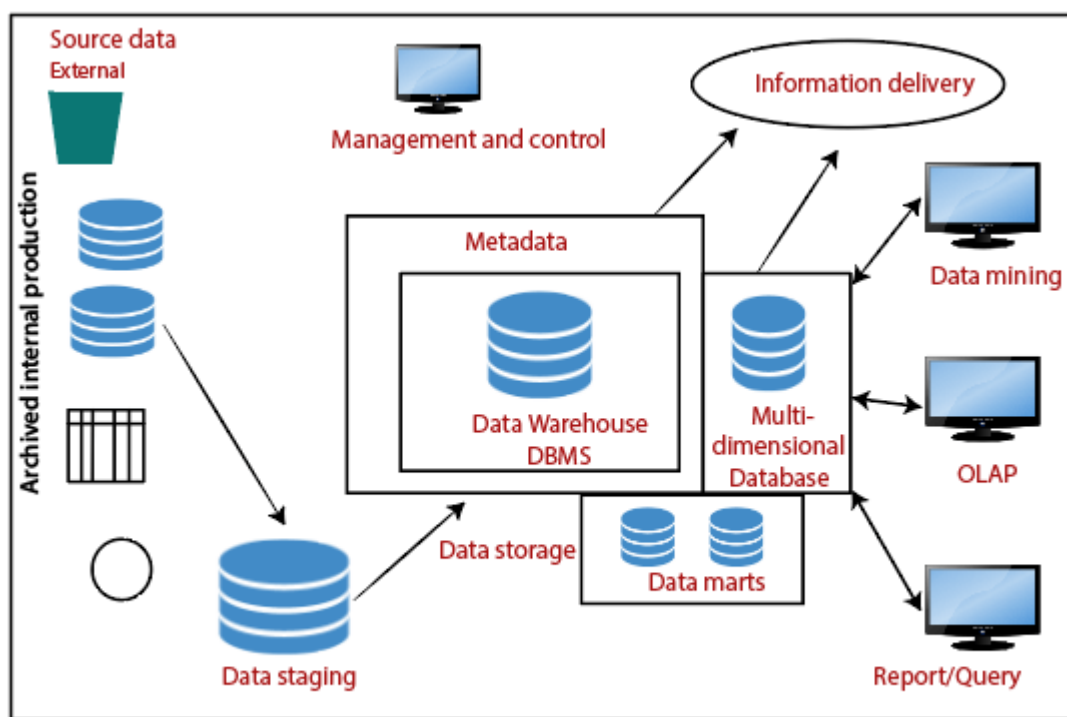 Source data
External
Archived internal production
Management and control
Information delivery
Metadata
Data Warehouse
DBMS
Multi-
dimensional
Database
Data mining
OLAP
Data storage
Data marts
Data staging
Report/Query